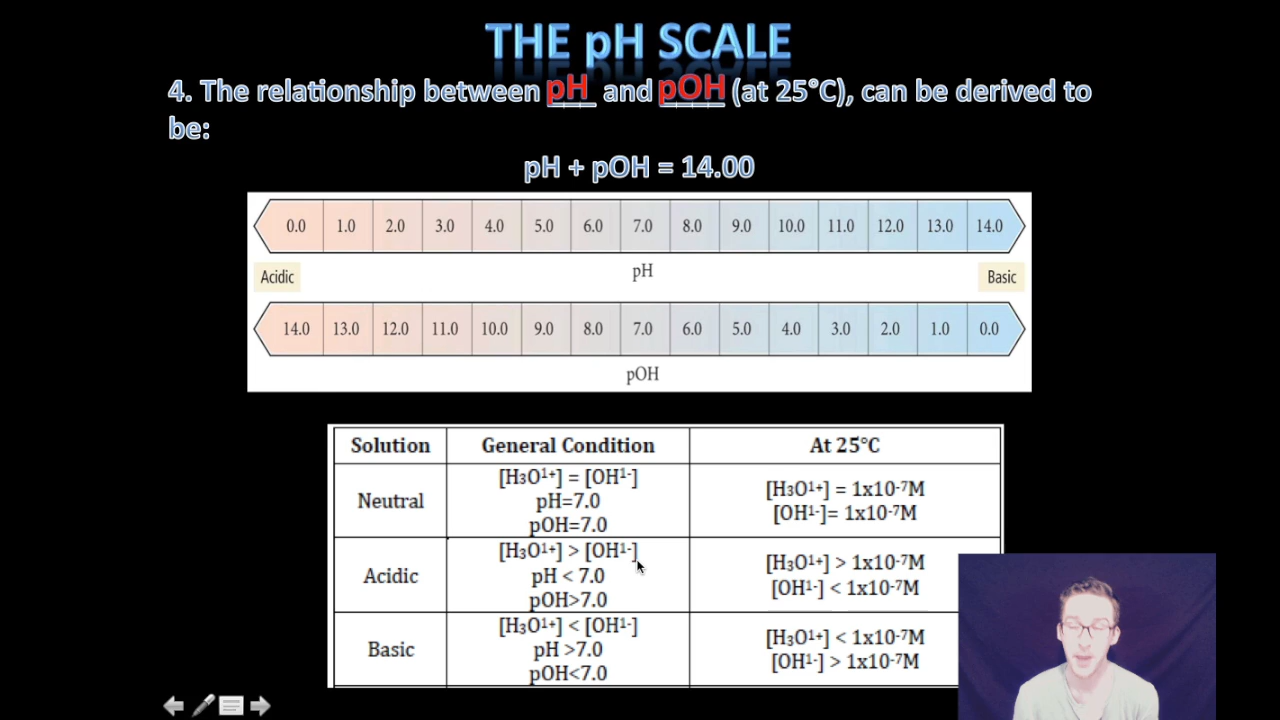 THE pH SCALE
4. The relationship between pH and pOH (at 25°C), can be derived to
be:
pH + pOH = 14.00
0.0 1.0 2.0 3.0 4.0 5.0 6.0 7.0 8.0 9.0 10.0 11.0 12.0 13.0 14.0
Acidic pH Basic
14.0 13.0 12.0 11.0 10.0 9.0 8.0 7.0 6.0 5.0 4.0 3.0 2.0 1.0 0.0
pOH
Solution General Condition At 25°C
Neutral
[H₃O¹⁺] = [OH¹⁻]
pH=7.0
pOH=7.0
[H₃O¹⁺] = 1x10⁻⁷M
[OH¹⁻]= 1x10⁻⁷M
Acidic
[H₃O¹⁺] > [OH¹⁻]
pH < 7.0
pOH>7.0
[H₃O¹⁺] > 1x10⁻⁷M
[OH¹⁻] < 1x10⁻⁷M
Basic
[H₃O¹⁺] < [OH¹⁻]
pH >7.0
pOH<7.0
[H₃O¹⁺] < 1x10⁻⁷M
[OH¹⁻] > 1x10⁻⁷M